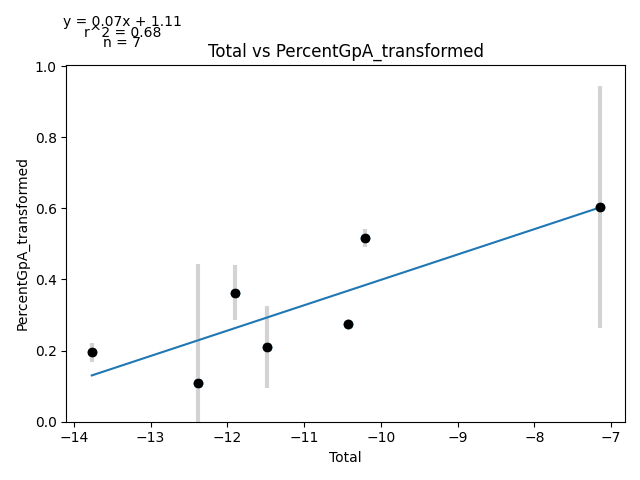 y = 0.07x + 1.11
r^2 = 0.68
n = 7
Total vs PercentGpA_transformed
1.0
0.8
0.6
0.4
0.2
0.0
PercentGpA_transformed
−14 −13 −12 −11 −10 −9 −8 −7
Total